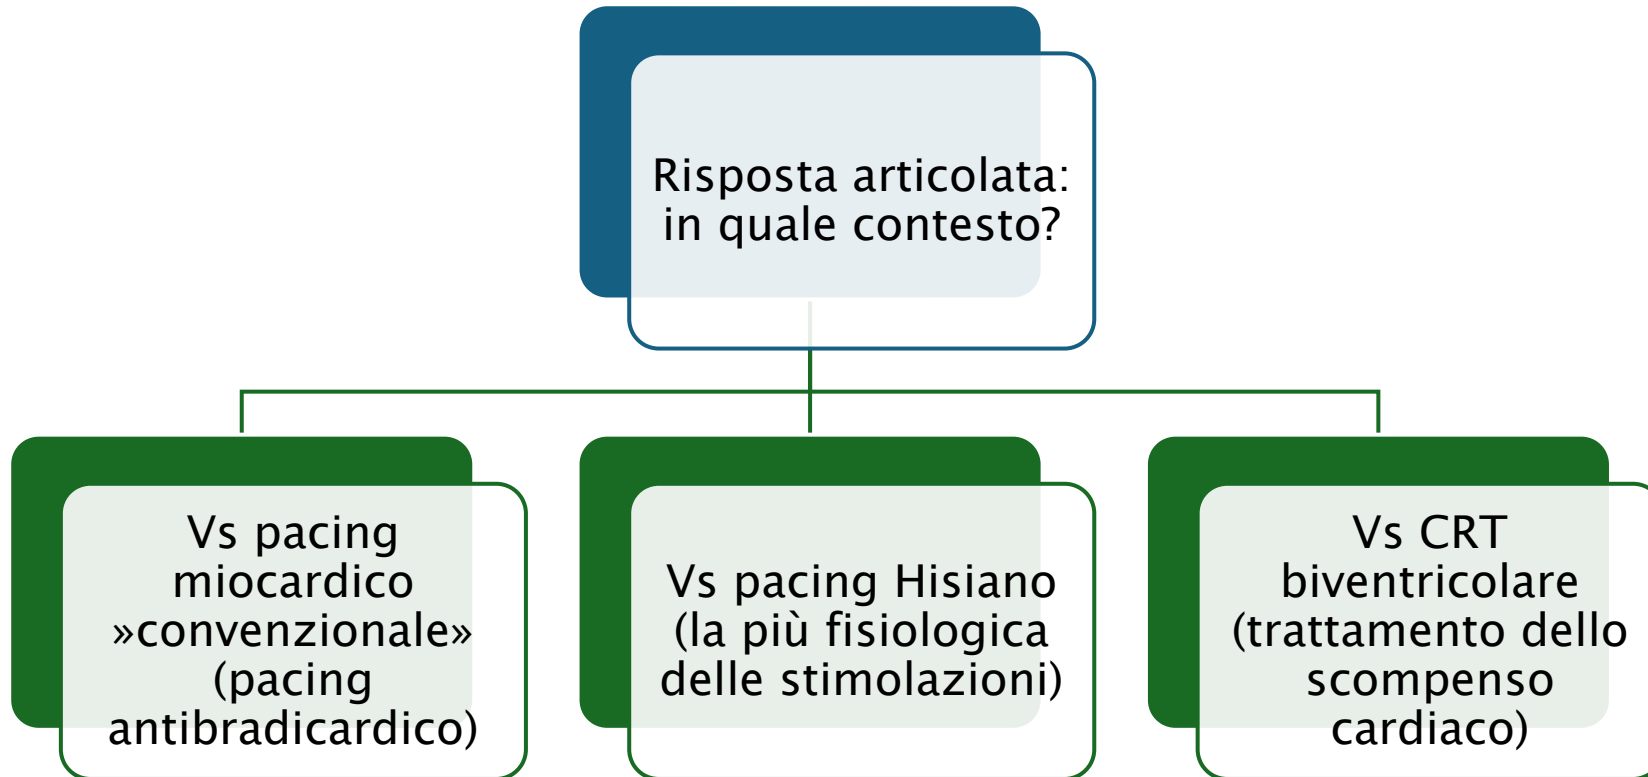 Risposta articolata:
in quale contesto?
Vs pacing
miocardico
»convenzionale»
(pacing
antibradicardico)
Vs pacing Hisiano
(la più fisiologica
delle stimolazioni)
Vs CRT
biventricolare
(trattamento dello
scompenso
cardiaco)